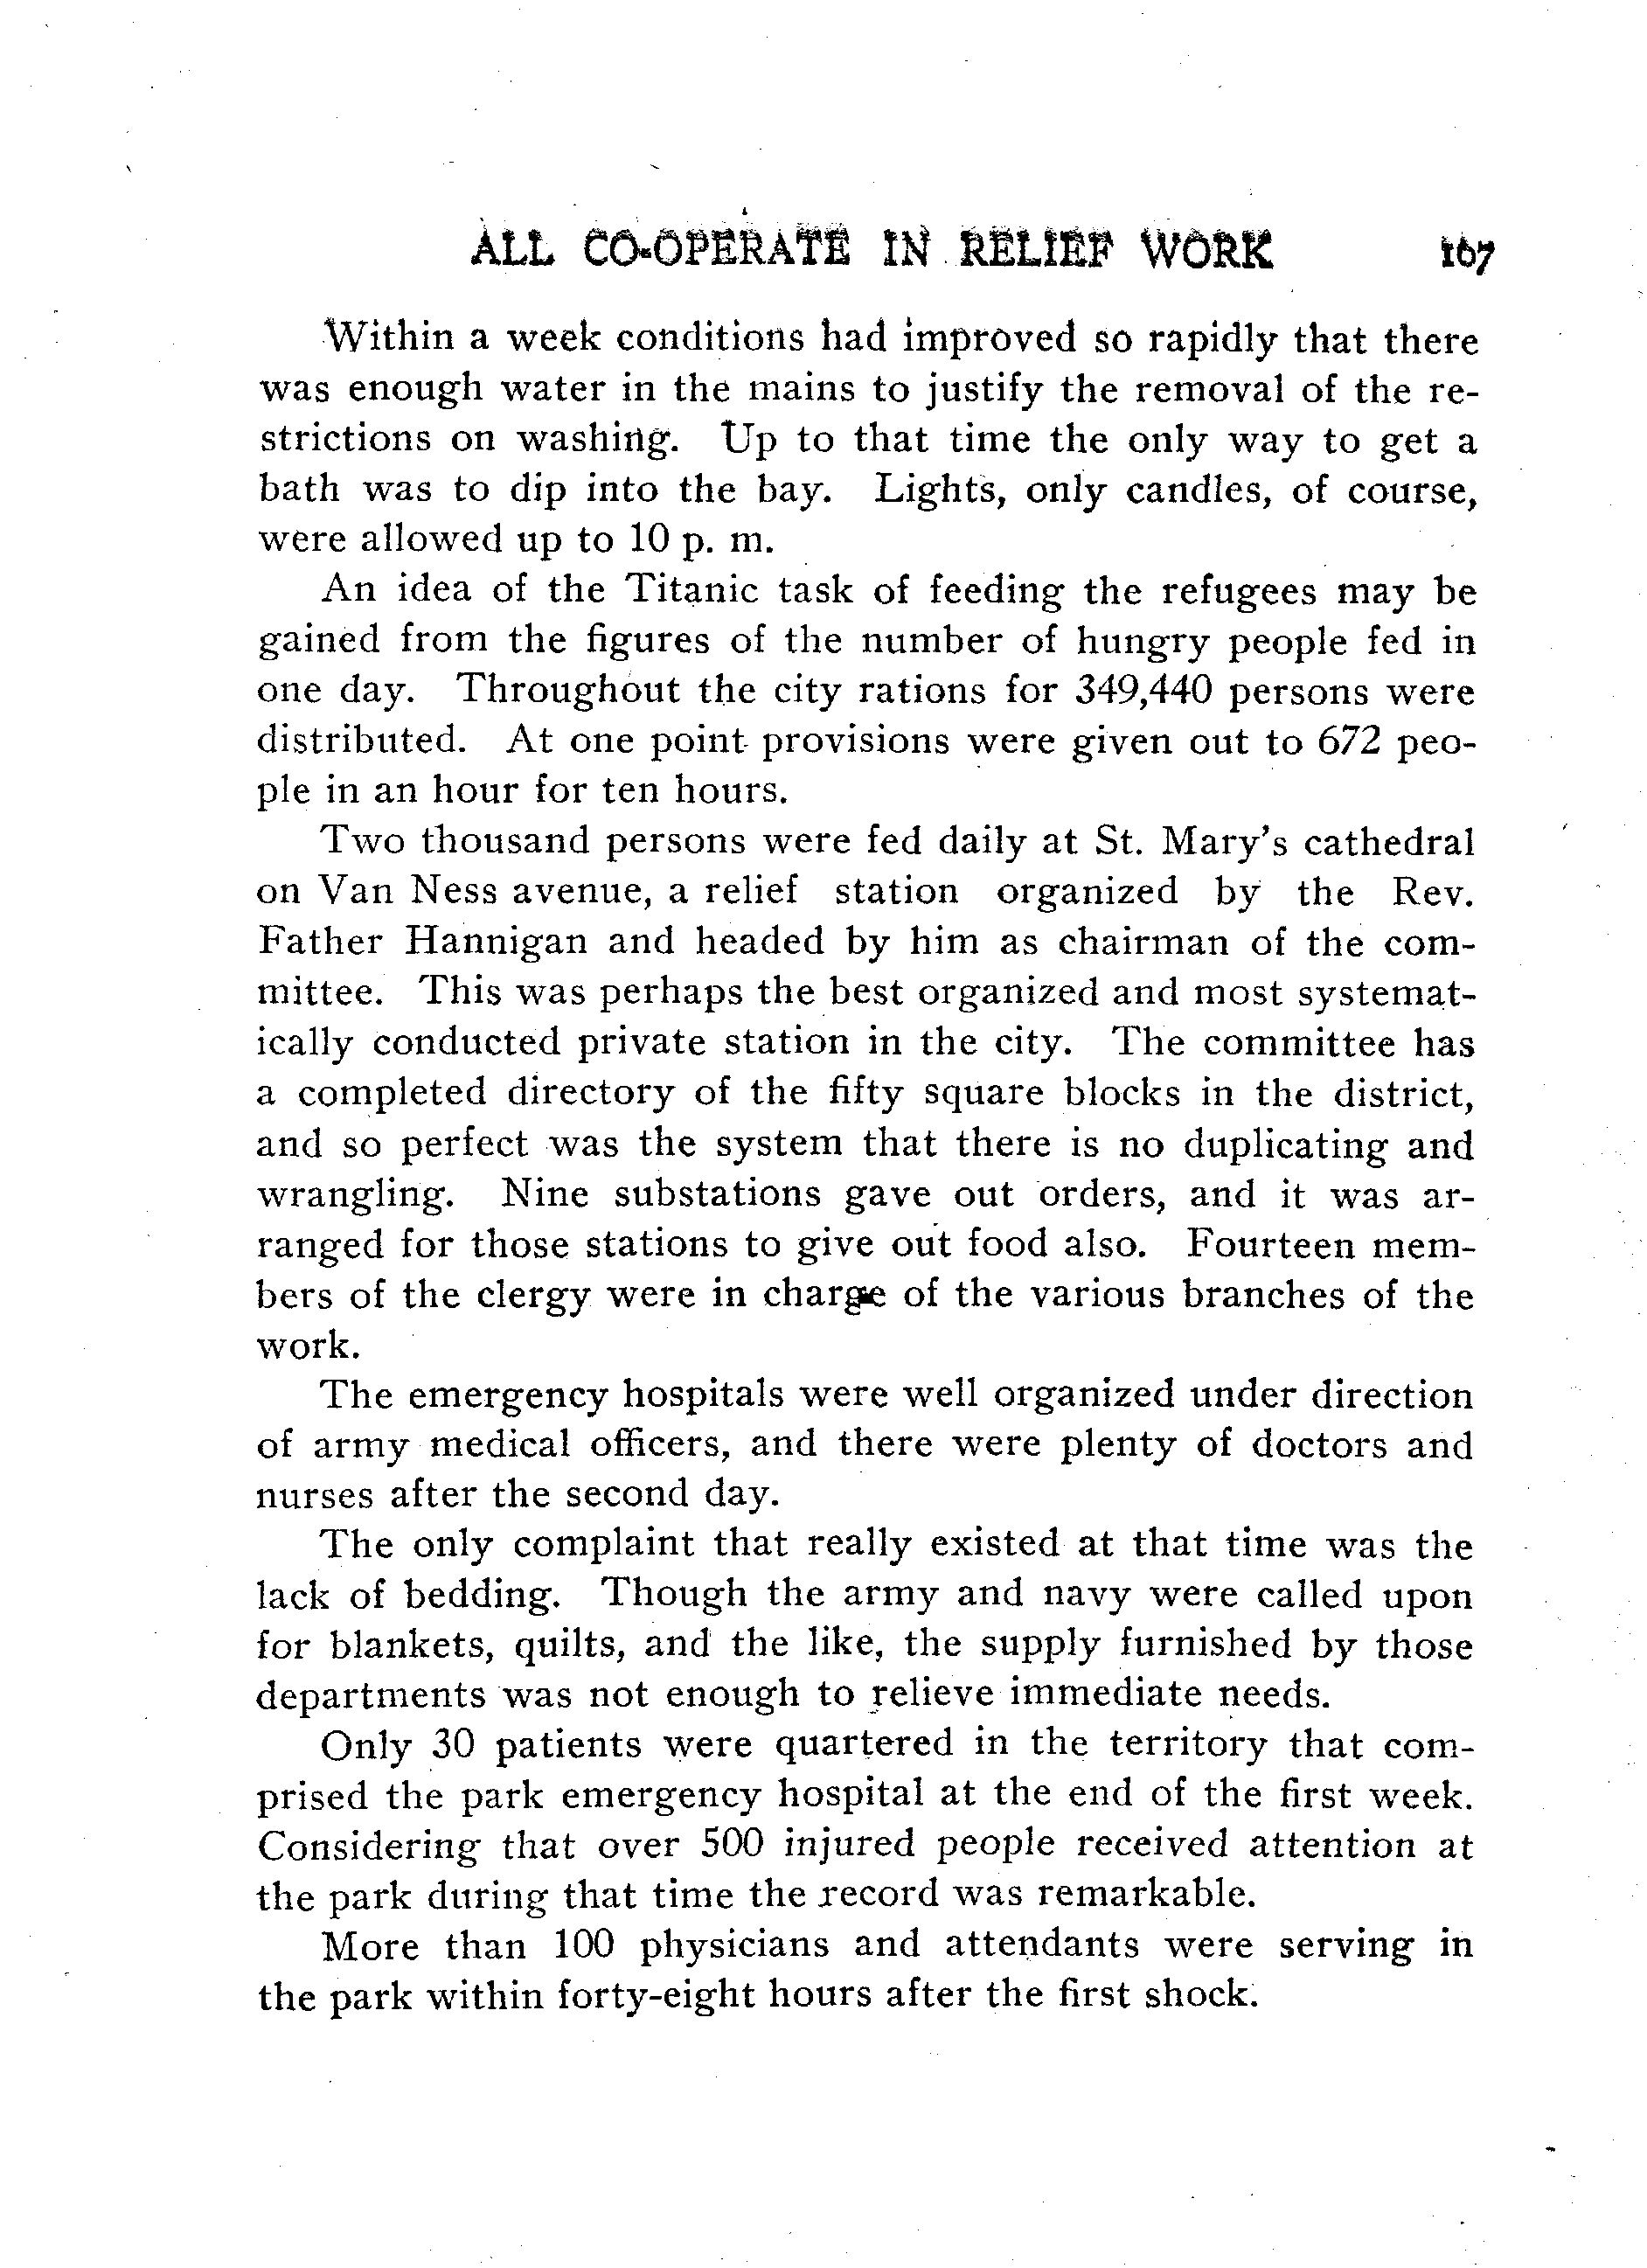 ALL CO-OPERATE IN RELIEF WORK 167
Within a week conditions had improved so rapidly that there
was enough water in the mains to justify the removal of the re-
strictions on washing. Up to that time the only way to get a
bath was to dip into the bay. Lights, only candles, of course,
were allowed up to 10 p. m.
An idea of the Titanic task of feeding the refugees may be
gained from the figures of the number of hungry people fed in
one day. Throughout the city rations for 349,440 persons were
distributed. At one point provisions were given out to 672 peo-
ple in an hour for ten hours.
Two thousand persons were fed daily at St. Mary's cathedral
on Van Ness avenue, a relief station organized by the Rev.
Father Hannigan and headed by him as chairman of the com-
mittee. This was perhaps the best organized and most systemat-
ically conducted private station in the city. The committee has
a completed directory of the fifty square blocks in the district,
and so perfect was the system that there is no duplicating and
wrangling. Nine substations gave out orders, and it was ar-
ranged for those stations to give out food also. Fourteen mem-
bers of the clergy were in charge of the various branches of the
work.
The emergency hospitals were well organized under direction
of army medical officers, and there were plenty of doctors and
nurses after the second day.
The only complaint that really existed at that time was the
lack of bedding. Though the army and navy were called upon
for blankets, quilts, and the like, the supply furnished by those
departments was not enough to relieve immediate needs.
Only 30 patients were quartered in the territory that com-
prised the park emergency hospital at the end of the first week.
Considering that over 500 injured people received attention at
the park during that time the record was remarkable.
More than 100 physicians and attendants were serving in
the park within forty-eight hours after the first shock.